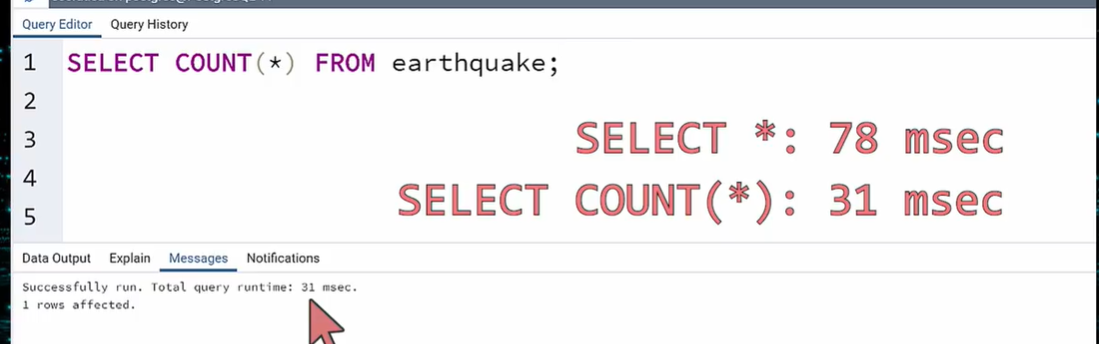 Query Editor Query History
1 SELECT COUNT(*) FROM earthquake;
2
3
4
5
SELECT *: 78 msec
SELECT COUNT(*): 31 msec
Data Output Explain Messages Notifications
Successfully run. Total query runtime: 31 msec.
1 rows affected.